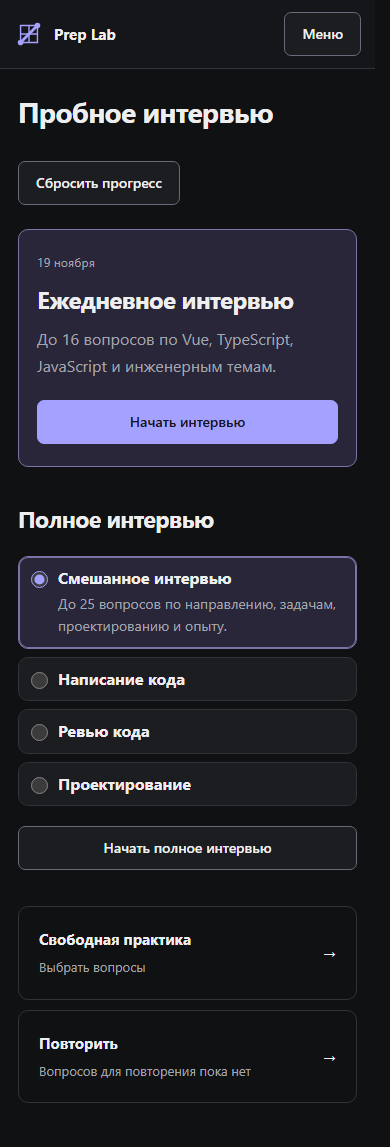 Prep Lab
Меню
Пробное интервью
Сбросить прогресс
19 ноября
Ежедневное интервью
До 16 вопросов по Vue, TypeScript,
JavaScript и инженерным темам.
Начать интервью
Полное интервью
Смешанное интервью
До 25 вопросов по направлению, задачам,
проектированию и опыту.
Написание кода
Ревью кода
Проектирование
Начать полное интервью
Свободная практика
Выбрать вопросы
→
Повторить
Вопросов для повторения пока нет
→